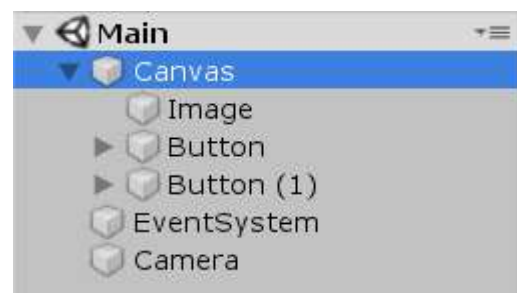 Main
Canvas
Image
Button
Button (1)
EventSystem
Camera